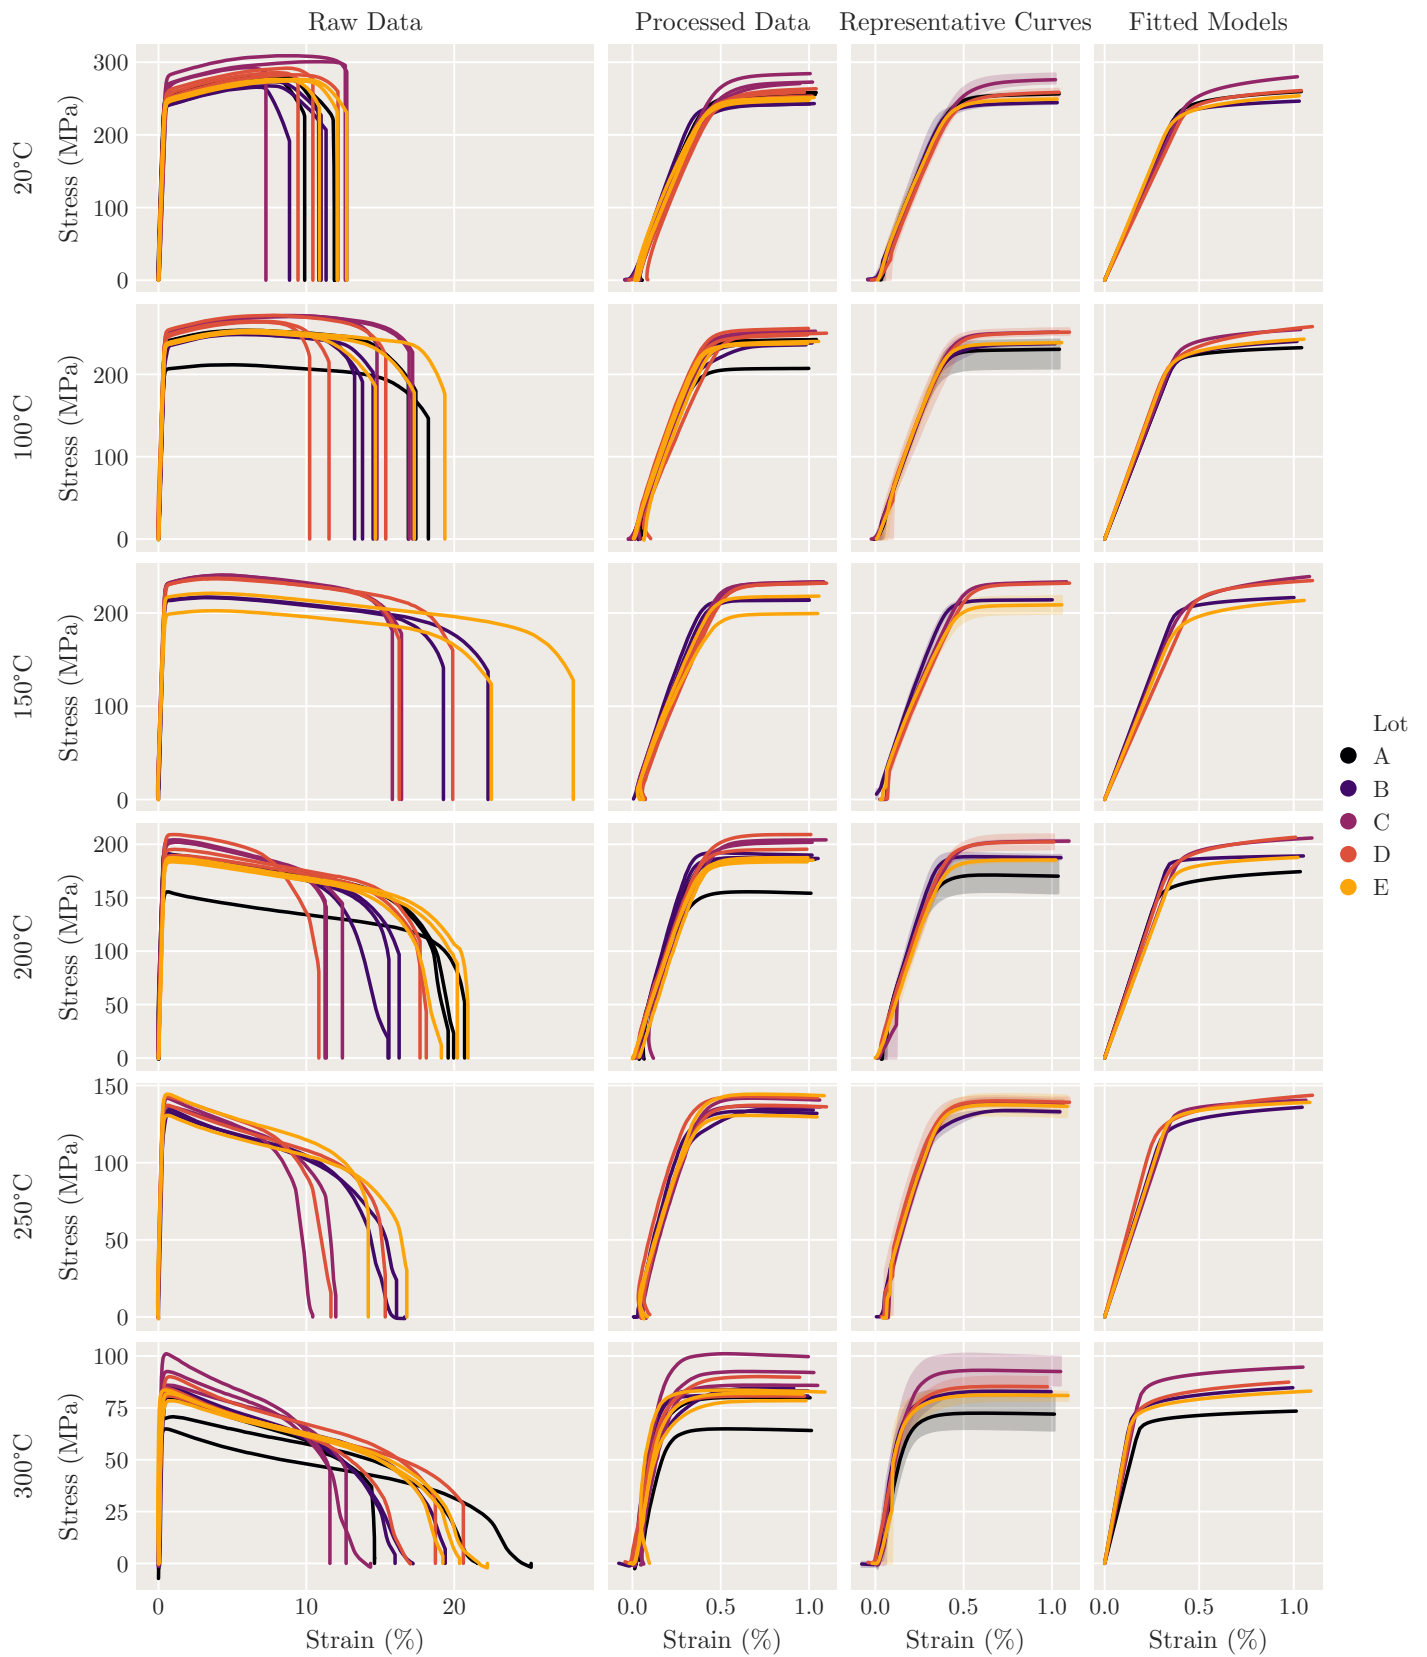 Raw Data Processed Data Representative Curves Fitted Models
20°C
Stress (MPa)
300
200
100
0
100°C
Stress (MPa)
200
100
0
150°C
Stress (MPa)
200
100
0
200°C
Stress (MPa)
200
150
100
50
0
250°C
Stress (MPa)
150
100
50
0
300°C
Stress (MPa)
100
75
50
25
0
0 10 20 0.0 0.5 1.0 0.0 0.5 1.0 0.0 0.5 1.0
Strain (%) Strain (%) Strain (%) Strain (%)
Lot
A
B
C
D
E